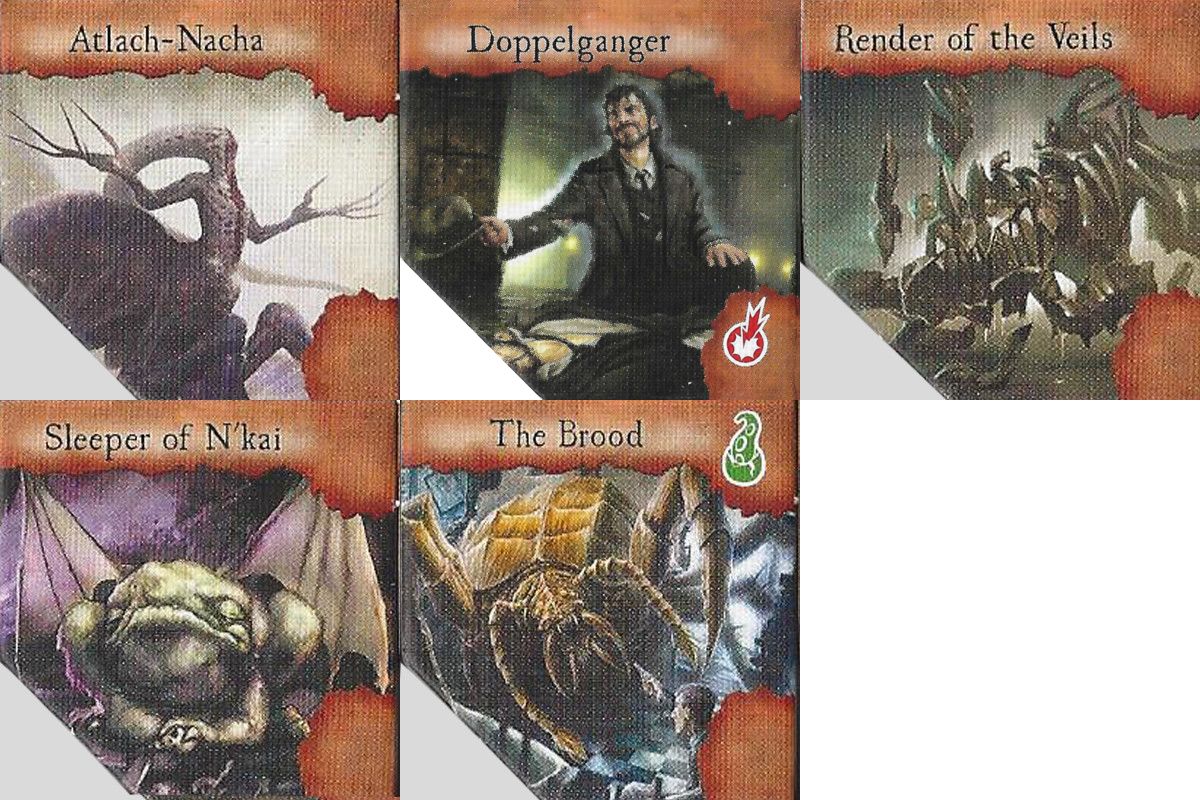 Atlach-Nacha
Doppelganger
Render of the Veils
Sleeper of N'kai
The Brood